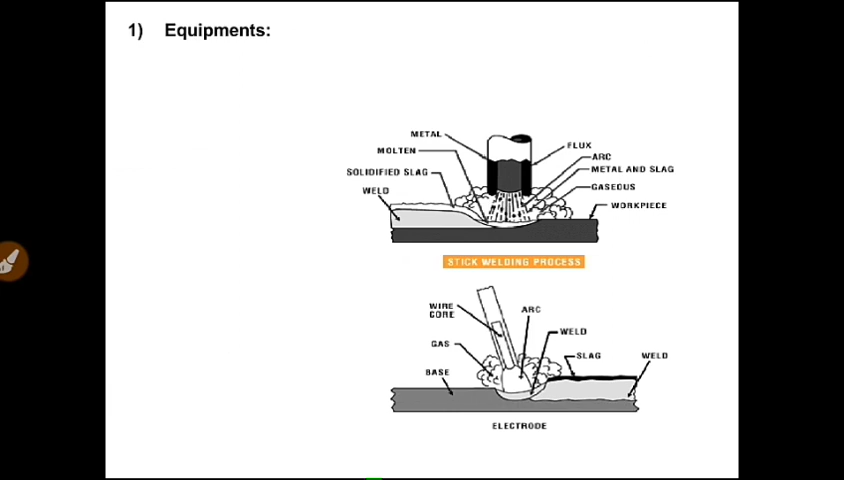 1) Equipments:
METAL
FLUX
MOLTEN
ARC
METAL AND SLAG
SOLIDIFIED SLAG
GASEOUS
WELD
WORKPIECE
STICK WELDING PROCESS
WIRE
CORE
ARC
WELD
GAS
SLAG
WELD
BASE
ELECTRODE